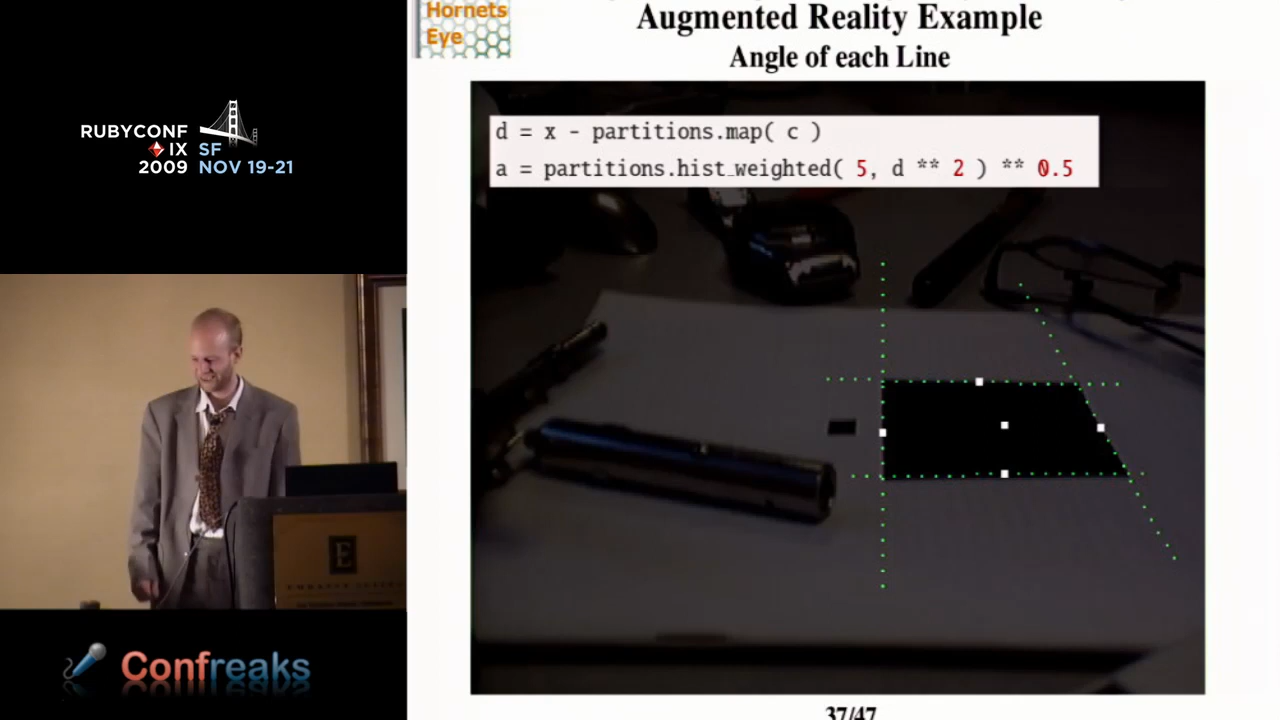 Hornets
Eye
Augmented Reality Example
Angle of each Line
d = x - partitions.map( c )
a = partitions.hist_weighted( 5, d ** 2 ) ** 0.5
RUBYCONF
IX SF
2009 NOV 19-21
E
Confreaks
37/47